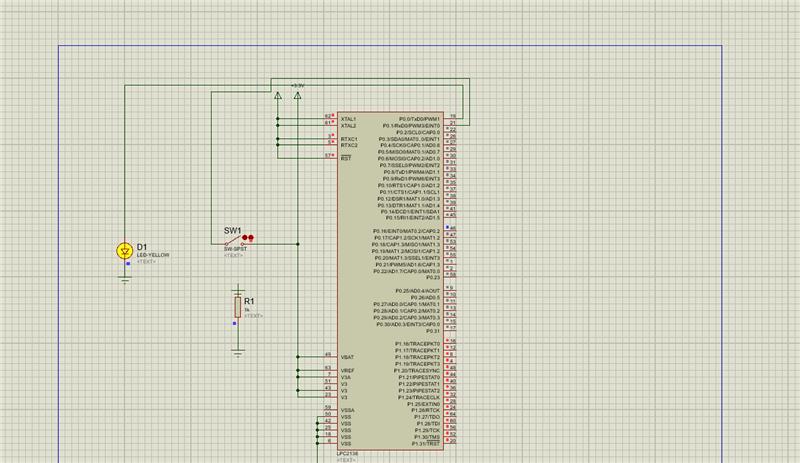 +3.3V
XTAL1
XTAL2
RTXC1
RTXC2
RST
62
61
3
5
57
P0.0/TxD0/PWM1
P0.1/RxD0/PWM3/EINT0
P0.2/SCL0/CAP0.0
P0.3/SDA0/MAT0.0/EINT1
P0.4/SCK0/CAP0.1/AD0.6
P0.5/MISO0/MAT0.1/AD0.7
P0.6/MOSI0/CAP0.2/AD1.0
P0.7/SSEL0/PWM2/EINT2
P0.8/TxD1/PWM4/AD1.1
P0.9/RxD1/PWM6/EINT3
P0.10/RTS1/CAP1.0/AD1.2
P0.11/CTS1/CAP1.1/SCL1
P0.12/DSR1/MAT1.0/AD1.3
P0.13/DTR1/MAT1.1/AD1.4
P0.14/DCD1/EINT1/SDA1
P0.15/RI1/EINT2/AD1.5
P0.16/EINT0/MAT0.2/CAP0.2
P0.17/CAP1.2/SCK1/MAT1.2
P0.18/CAP1.3/MISO1/MAT1.3
P0.19/MAT1.2/MOSI1/CAP1.2
P0.20/MAT1.3/SSEL1/EINT3
P0.21/PWM5/AD1.6/CAP1.3
P0.22/AD1.7/CAP0.0/MAT0.0
P0.23
P0.25/AD0.4/AOUT
P0.26/AD0.5
P0.27/AD0.0/CAP0.1/MAT0.1
P0.28/AD0.1/CAP0.2/MAT0.2
P0.29/AD0.2/CAP0.3/MAT0.3
P0.30/AD0.3/EINT3/CAP0.0
P0.31
P1.16/TRACEPKT0
P1.17/TRACEPKT1
P1.18/TRACEPKT2
P1.19/TRACEPKT3
P1.20/TRACESYNC
P1.21/PIPESTAT0
P1.22/PIPESTAT1
P1.23/PIPESTAT2
P1.24/TRACECLK
P1.25/EXTIN0
P1.26/RTCK
P1.27/TDO
P1.28/TDI
P1.29/TCK
P1.30/TMS
P1.31/TRST
SW1
SW-SPST
<TEXT>
D1
LED-YELLOW
<TEXT>
R1
1k
<TEXT>
49
VBAT
63
VREF
7
V3A
51
V3
43
V3
23
V3
59
VSSA
50
VSS
42
VSS
25
VSS
18
VSS
6
VSS
LPC2138
<TEXT>